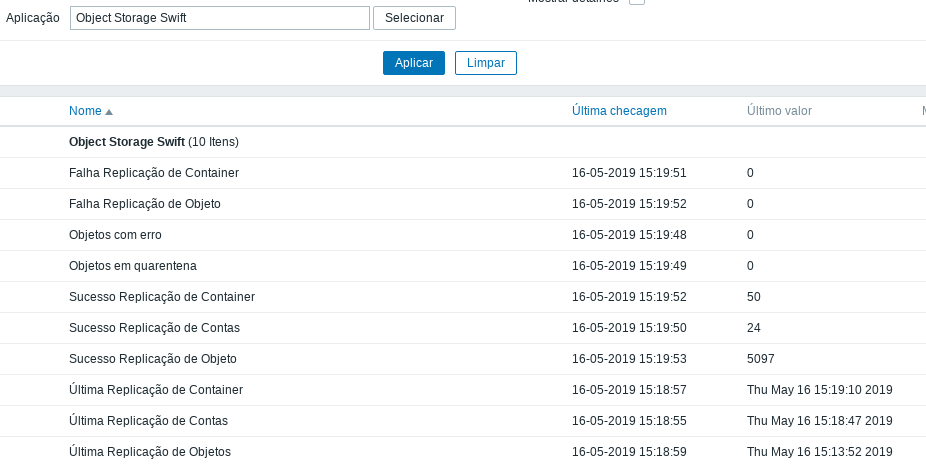 Mostrar detalhes
Aplicação Object Storage Swift Selecionar
Aplicar Limpar
Nome Última checagem Último valor
Object Storage Swift (10 Itens)
Falha Replicação de Container 16-05-2019 15:19:51 0
Falha Replicação de Objeto 16-05-2019 15:19:52 0
Objetos com erro 16-05-2019 15:19:48 0
Objetos em quarentena 16-05-2019 15:19:49 0
Sucesso Replicação de Container 16-05-2019 15:19:52 50
Sucesso Replicação de Contas 16-05-2019 15:19:50 24
Sucesso Replicação de Objeto 16-05-2019 15:19:53 5097
Última Replicação de Container 16-05-2019 15:18:57 Thu May 16 15:19:10 2019
Última Replicação de Contas 16-05-2019 15:18:55 Thu May 16 15:18:47 2019
Última Replicação de Objetos 16-05-2019 15:18:59 Thu May 16 15:13:52 2019